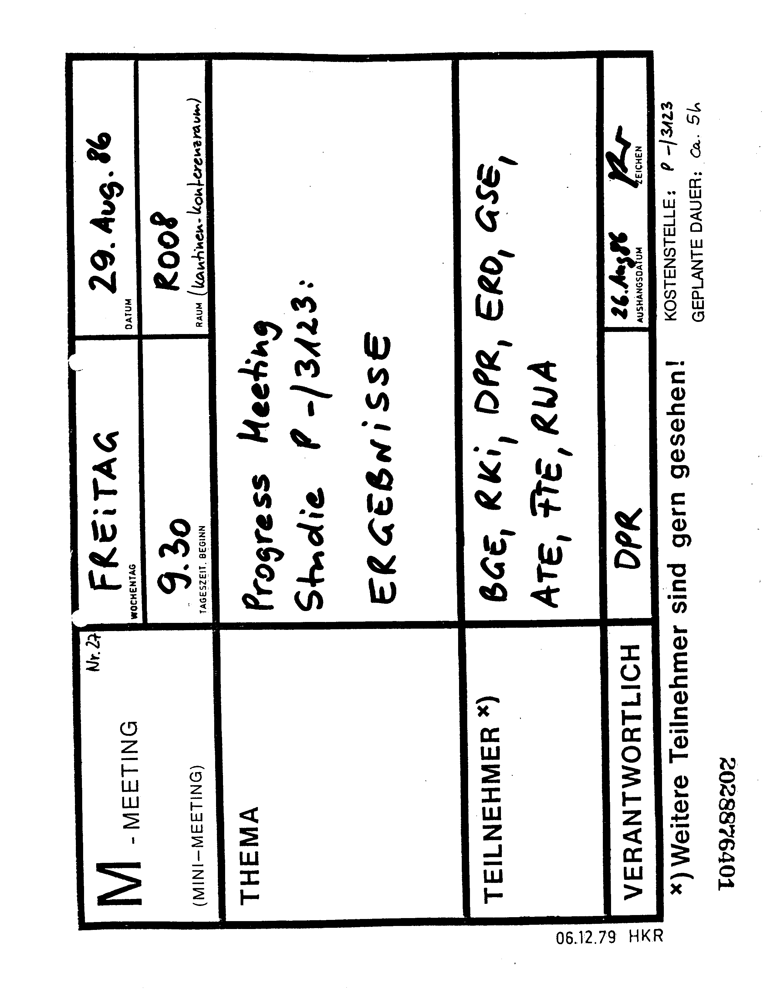 M - MEETING
Nr. 27
(MINI-MEETING)
FREiTAG
WOCHENTAG
29. Aug. 86
DATUM
9.30
TAGESZEIT, BEGINN
R008
RAUM (Kantinen-Konferenzraum)
THEMA
Progress Meeting
Studie P-/3123:
ERGEBNiSSE
TEILNEHMER *)
BGE, RKi, DPR, ERD, GSE,
ATE, FTE, RWA
VERANTWORTLICH
DPR
26. Aug 86
AUSHANGSDATUM
ZEICHEN
*) Weitere Teilnehmer sind gern gesehen!
KOSTENSTELLE: P-/3123
GEPLANTE DAUER: ca. 5h
2028876401
06.12.79 HKR